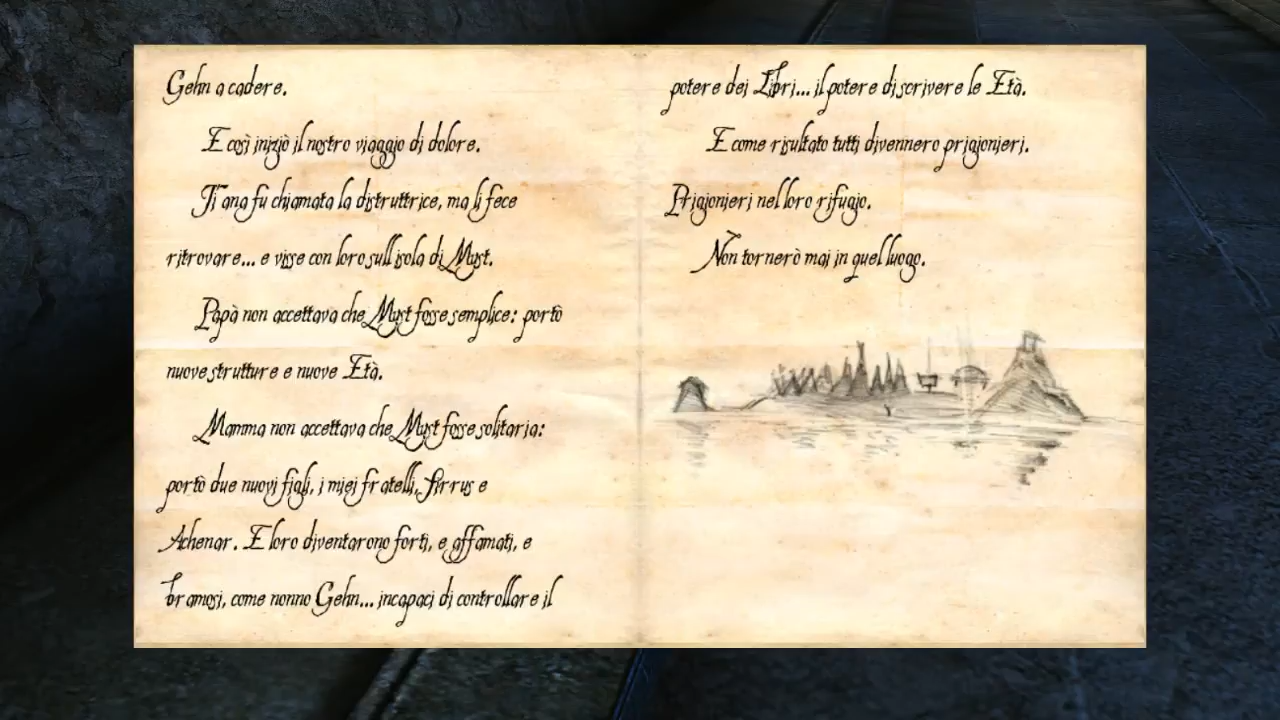 Gehn a cadere.
E così iniziò il nostro viaggio di dolore.
Ti'ana fu chiamata la distruttrice, ma li fece
ritrovare... e visse con loro sull'isola di Myst.
Papà non accettava che Myst fosse semplice: portò
nuove strutture e nuove Età.
Mamma non accettava che Myst fosse solitaria:
portò due nuovi figli, i miei fratelli, Sirrus e
Achenar. E loro diventarono forti, e affamati, e
bramosi, come nonno Gehn... incapaci di controllare il
potere dei Libri... il potere di scrivere le Età.
E come risultato tutti divennero prigionieri.
Prigionieri nel loro rifugio.
Non tornerò mai in quel luogo.